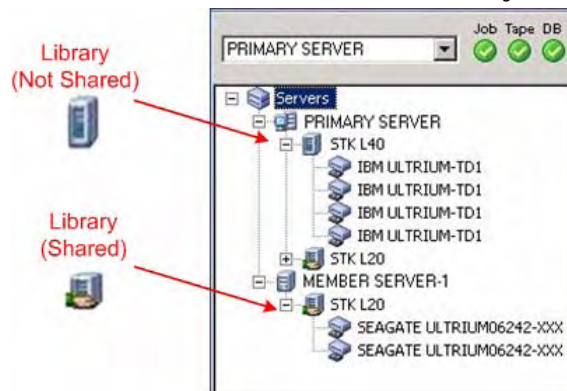 Library
(Not Shared)
Library
(Shared)
PRIMARY SERVER
Job Tape DB
Servers
PRIMARY SERVER
STK L40
IBM ULTRIUM-TD1
IBM ULTRIUM-TD1
IBM ULTRIUM-TD1
IBM ULTRIUM-TD1
STK L20
MEMBER SERVER-1
STK L20
SEAGATE ULTRIUM06242-XXX
SEAGATE ULTRIUM06242-XXX